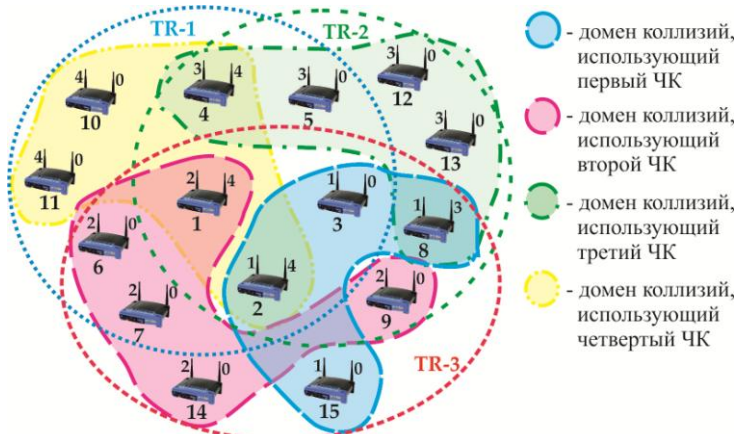 TR-1
TR-2
- домен коллизий,
использующий
первый ЧК
- домен коллизий,
использующий
второй ЧК
- домен коллизий,
использующий
третий ЧК
- домен коллизий,
использующий
четвертый ЧК
4 0
10
3 4
4
3 0
5
3 0
12
3 0
13
4 0
11
2 4
1
1 0
3
1 3
8
2 0
6
1 4
2
2 0
9
2 0
7
TR-3
2 0
14
1 0
15